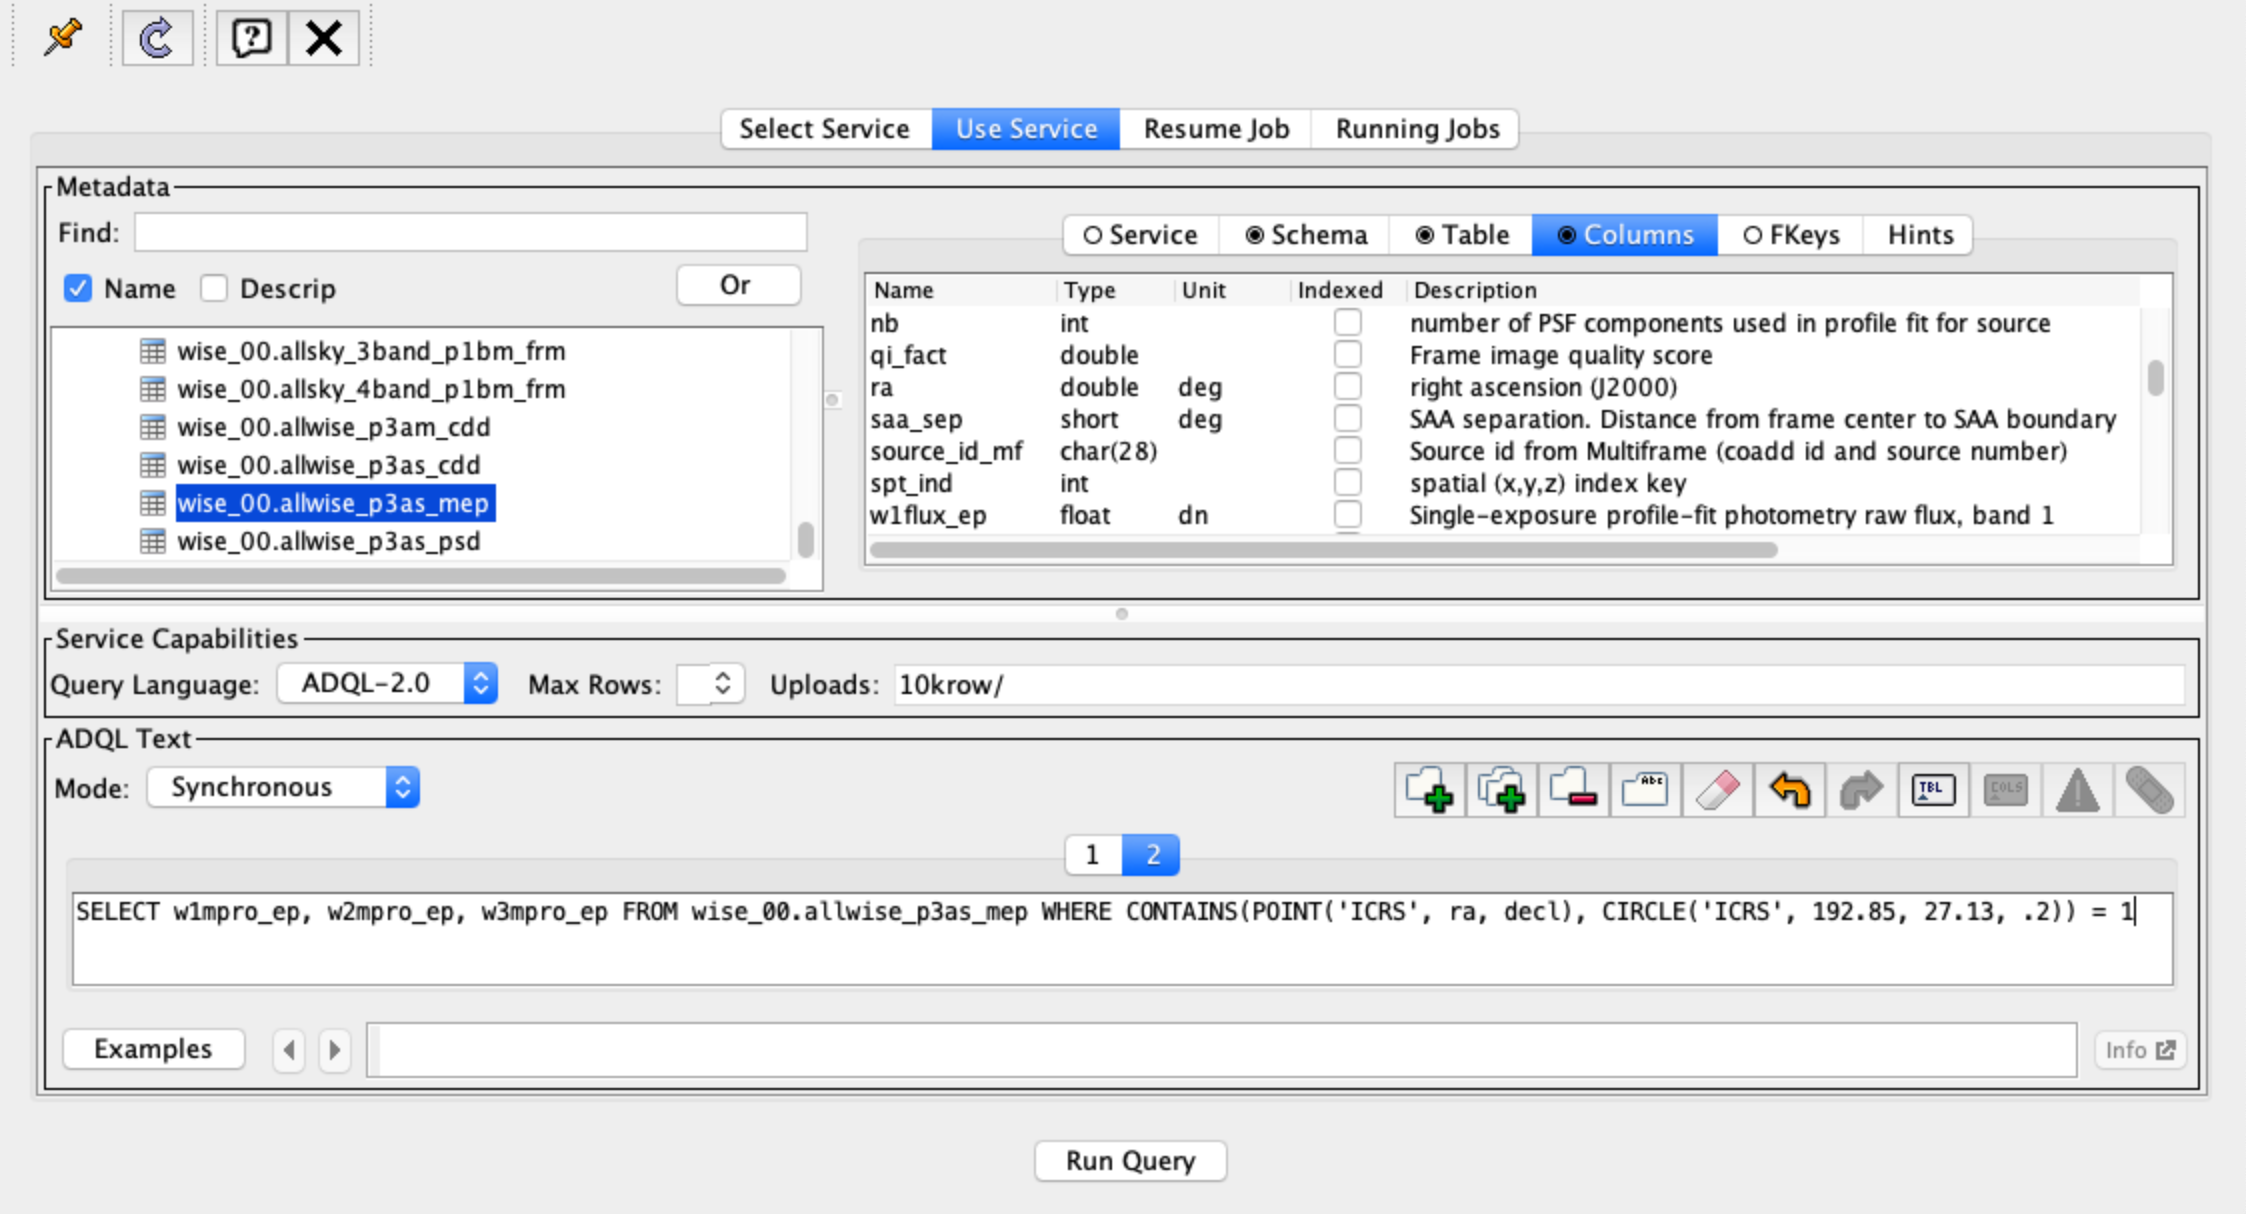 Select Service Use Service Resume Job Running Jobs
Metadata
Find:
Name Descrip Or
wise_00.allsky_3band_p1bm_frm
wise_00.allsky_4band_p1bm_frm
wise_00.allwise_p3am_cdd
wise_00.allwise_p3as_cdd
wise_00.allwise_p3as_mep
wise_00.allwise_p3as_psd
Service Schema Table Columns FKeys Hints
Name Type Unit Indexed Description
nb int number of PSF components used in profile fit for source
qi_fact double Frame image quality score
ra double deg right ascension (J2000)
saa_sep short deg SAA separation. Distance from frame center to SAA boundary
source_id_mf char(28) Source id from Multiframe (coadd id and source number)
spt_ind int spatial (x,y,z) index key
w1flux_ep float dn Single-exposure profile-fit photometry raw flux, band 1
Service Capabilities
Query Language: ADQL-2.0 Max Rows: Uploads: 10krow/
ADQL Text
Mode: Synchronous Abc TBL COLS
1 2
SELECT w1mpro_ep, w2mpro_ep, w3mpro_ep FROM wise_00.allwise_p3as_mep WHERE CONTAINS(POINT('ICRS', ra, decl), CIRCLE('ICRS', 192.85, 27.13, .2)) = 1
Examples Info
Run Query